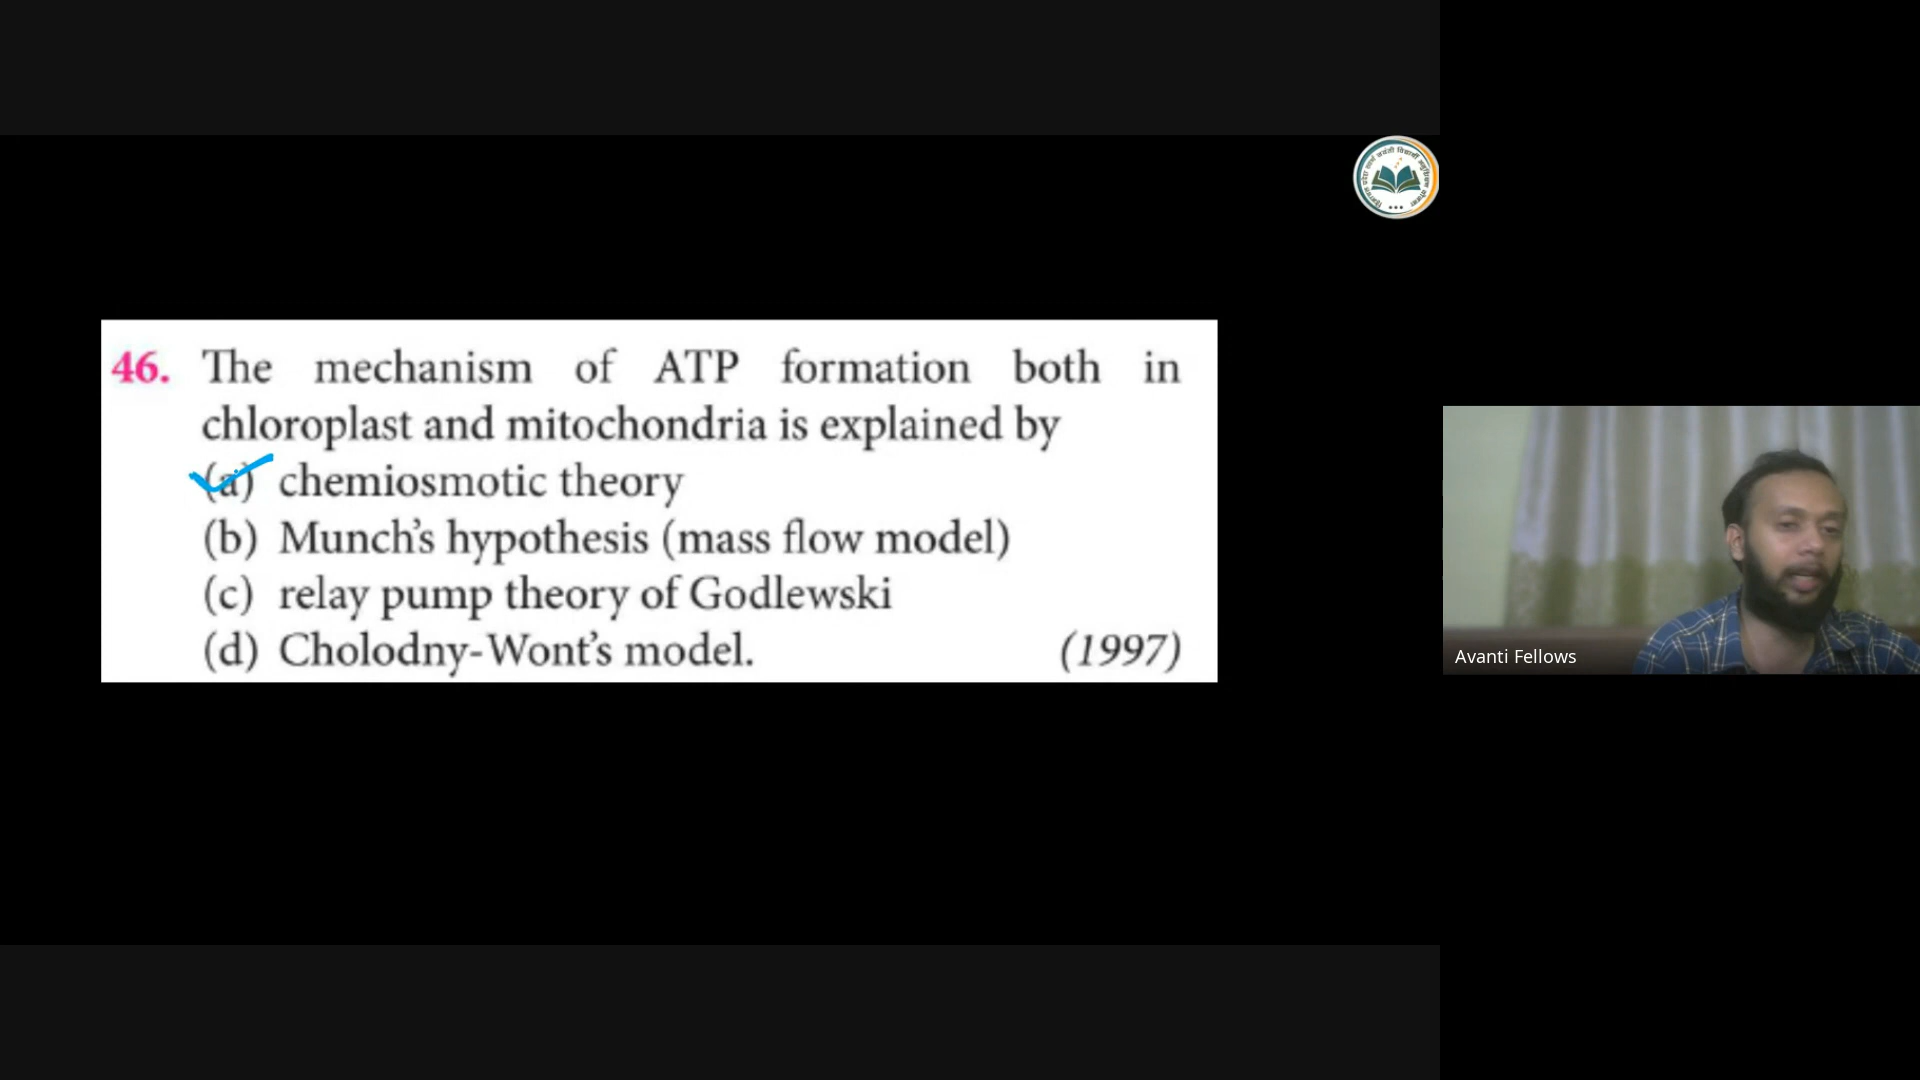 46. The mechanism of ATP formation both in
chloroplast and mitochondria is explained by
(a) chemiosmotic theory
(b) Munch's hypothesis (mass flow model)
(c) relay pump theory of Godlewski
(d) Cholodny-Wont's model. (1997)
Avanti Fellows